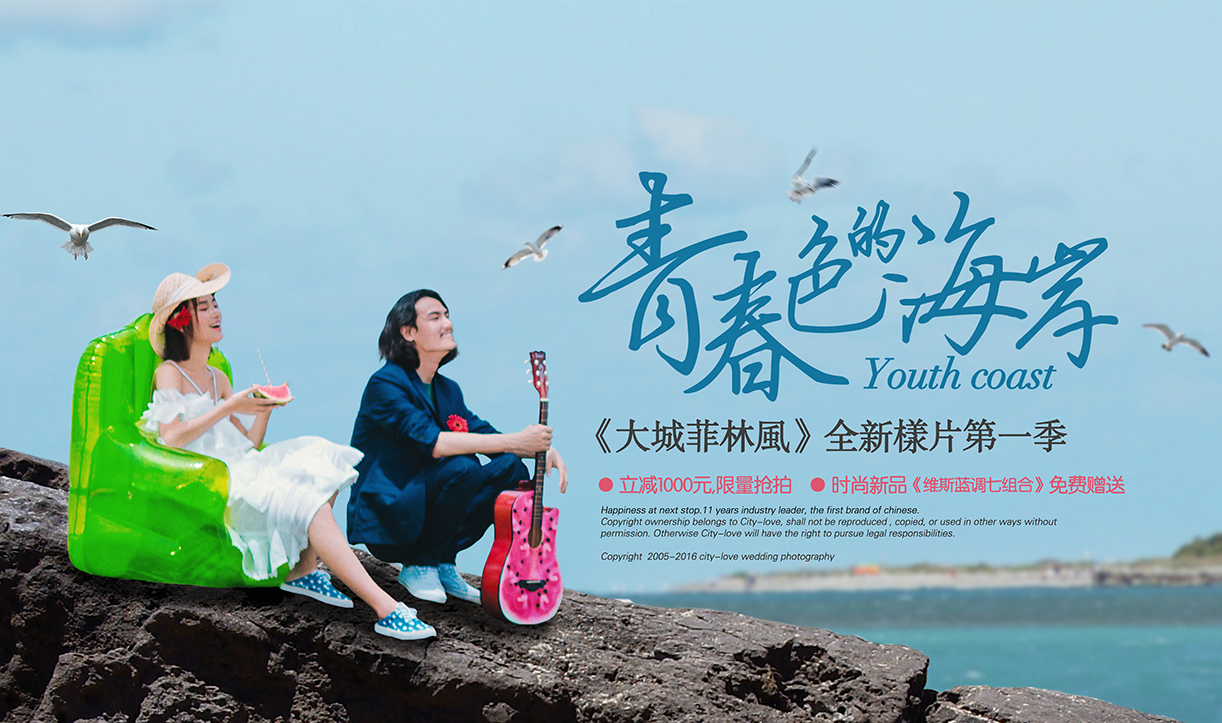 青春色的海岸
Youth coast
《大城菲林風》全新樣片第一季
● 立减1000元,限量抢拍 ● 时尚新品《维斯蓝调七组合》免费赠送
Happiness at next stop.11 years industry leader, the first brand of chinese.
Copyright ownership belongs to City-love, shall not be reproduced , copied, or used in other ways without
permission. Otherwise City-love will have the right to pursue legal responsibilities.
Copyright 2005-2016 city-love wedding photography